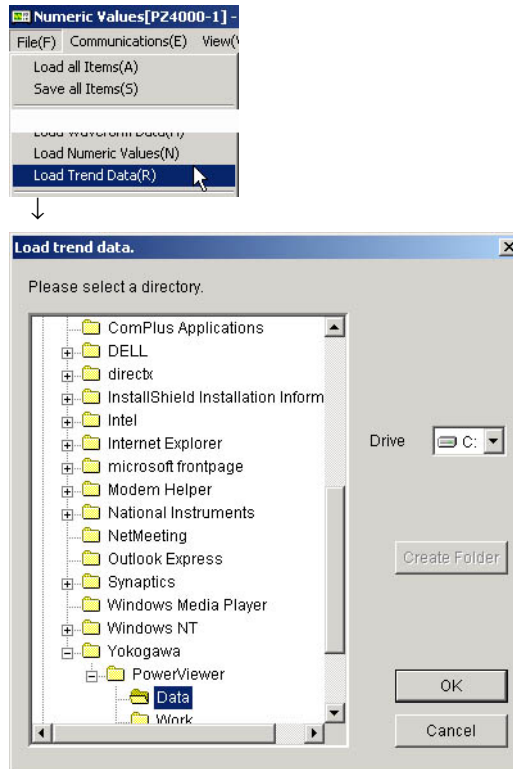 Numeric Values[PZ4000-1] -
File(F) Communications(E) View(
Load all Items(A)
Save all Items(S)
Load Waveform Data(M)
Load Numeric Values(N)
Load Trend Data(R)
↓
Load trend data.
Please select a directory.
ComPlus Applications
DELL
directx
InstallShield Installation Inform
Intel
Internet Explorer
microsoft frontpage
Modem Helper
National Instruments
NetMeeting
Outlook Express
Synaptics
Windows Media Player
Windows NT
Yokogawa
PowerViewer
Data
Work
Drive C:
Create Folder
OK
Cancel